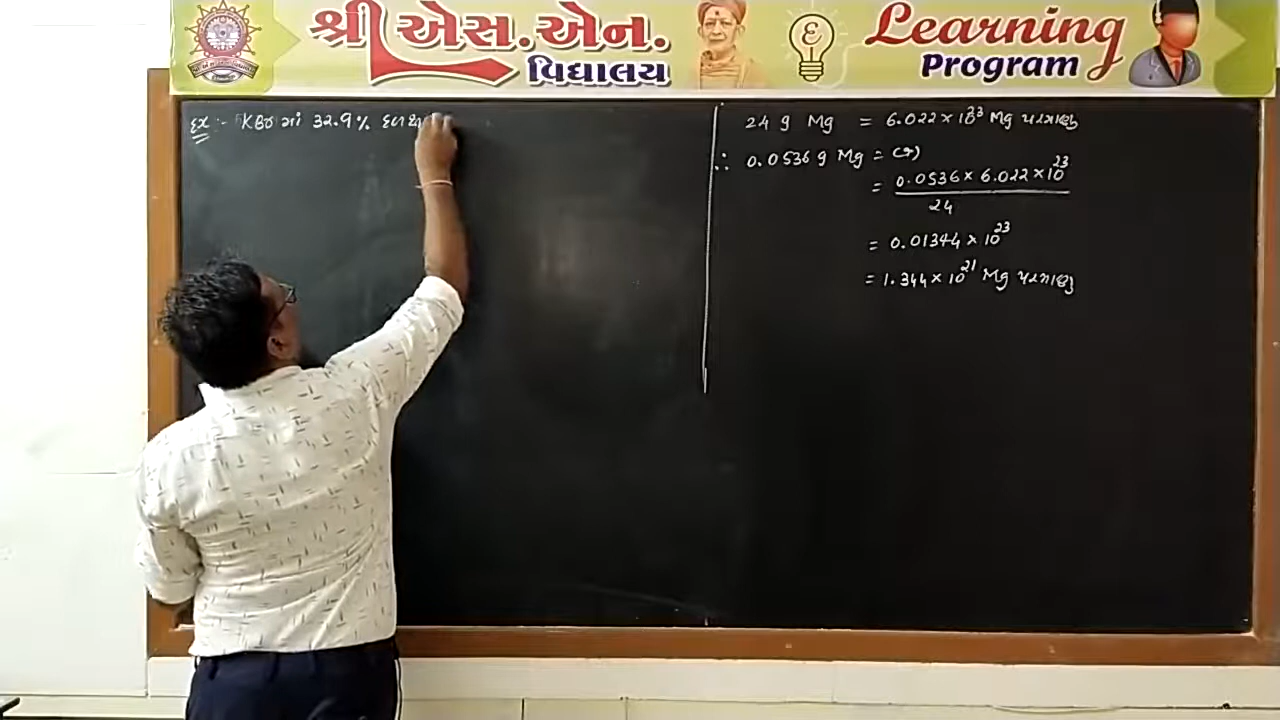 શ્રી એસ.એન.
વિદ્યાલય
Learning
Program
દા :- KBr માં 32.9%
24 g Mg = 6.022 × 10²³ Mg પરમાણુ
∴ 0.0536 g Mg = (?)
= 0.0536 × 6.022 × 10²³
24
= 0.01344 × 10²³
= 1.344 × 10²¹ Mg પરમાણુ